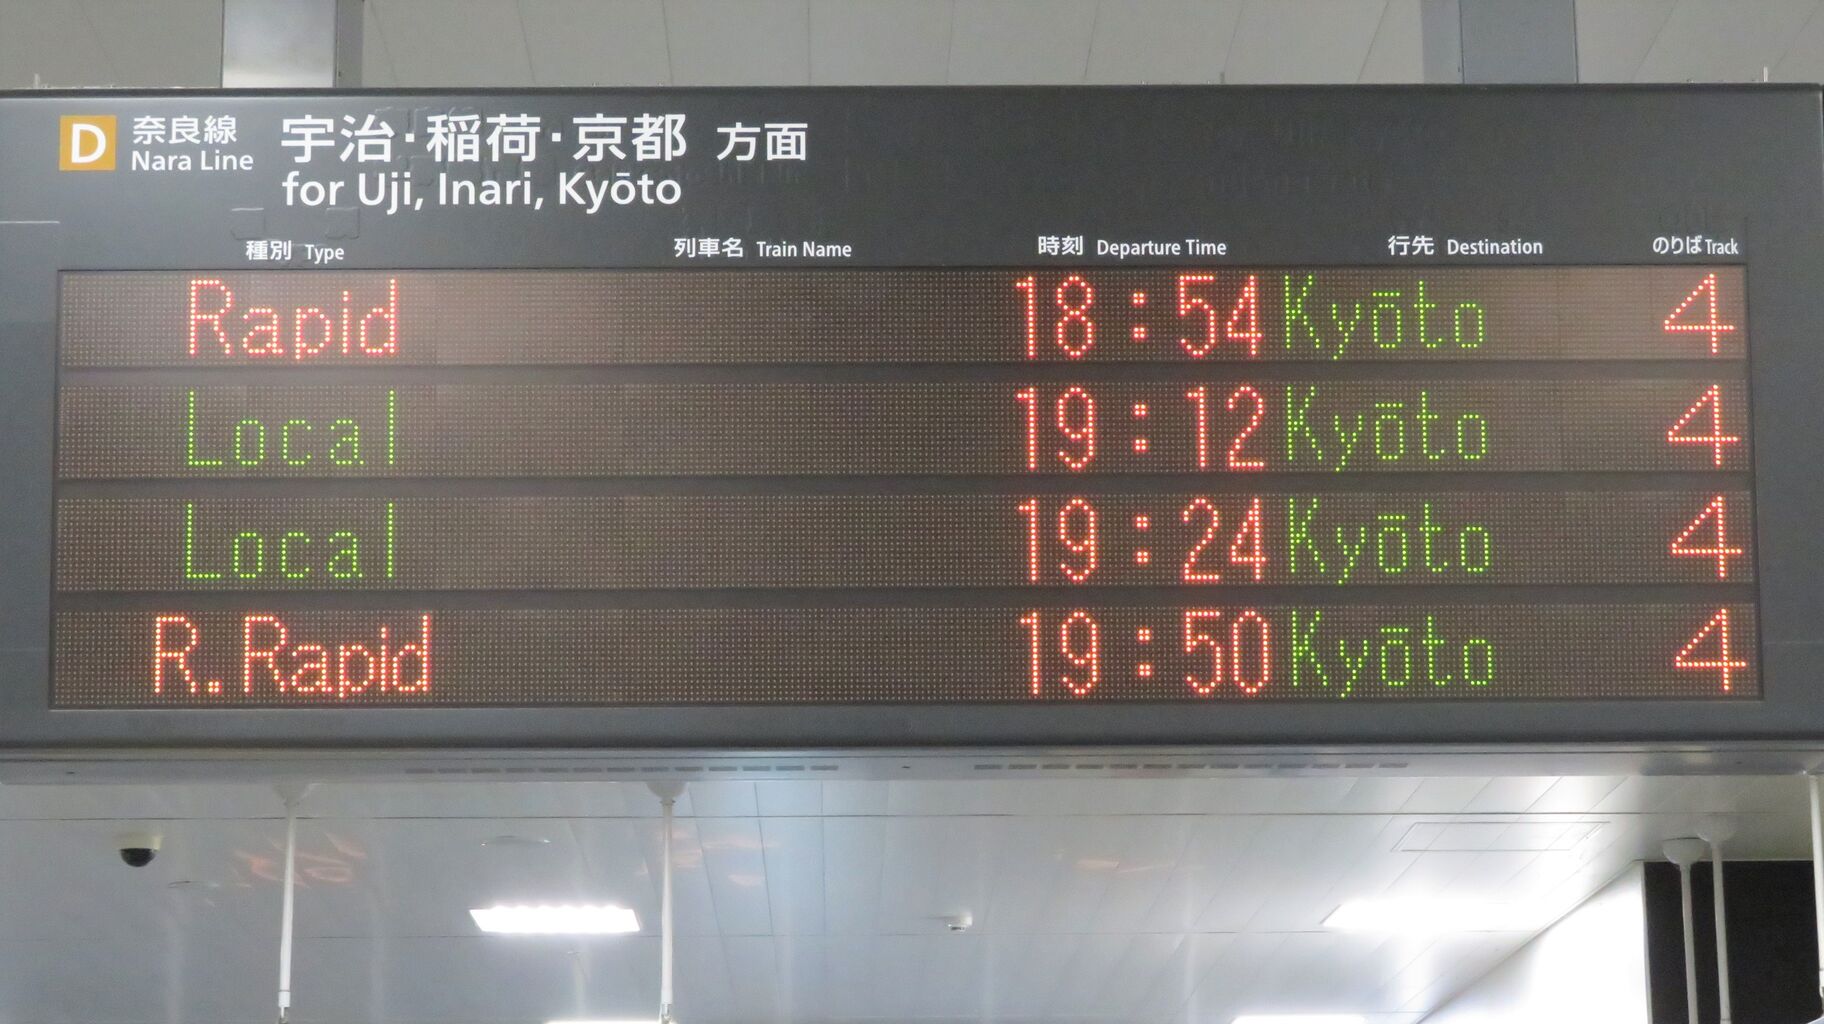 D 奈良線 宇治・稲荷・京都 方面
Nara Line for Uji, Inari, Kyōto
種別 Type 列車名 Train Name 時刻 Departure Time 行先 Destination のりば Track
Rapid 18:54 Kyōto 4
Local 19:12 Kyōto 4
Local 19:24 Kyōto 4
R.Rapid 19:50 Kyōto 4